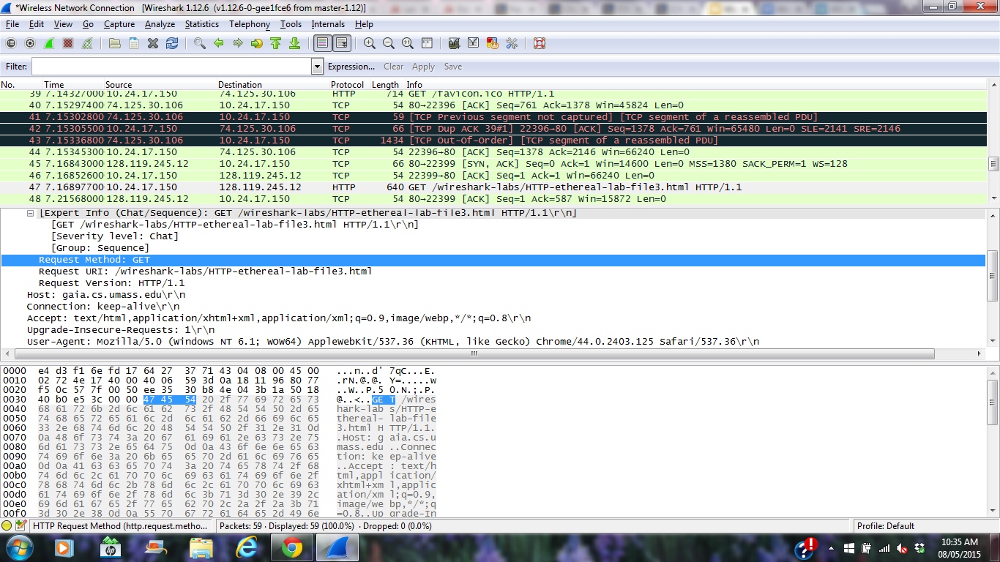 *Wireless Network Connection [Wireshark 1.12.6 (v1.12.6-0-gee1fce6 from master-1.12)]
File Edit View Go Capture Analyze Statistics Telephony Tools Internals Help
Filter: Expression... Clear Apply Save
No. Time Source Destination Protocol Length Info
39 7.14327000 10.24.17.150 74.125.30.106 HTTP 714 GET /favicon.ico HTTP/1.1
40 7.15297400 74.125.30.106 10.24.17.150 TCP 54 80→22396 [ACK] Seq=761 Ack=1378 Win=45824 Len=0
41 7.15302800 74.125.30.106 10.24.17.150 TCP 59 [TCP Previous segment not captured] [TCP segment of a reassembled PDU]
42 7.15305500 10.24.17.150 74.125.30.106 TCP 66 [TCP Dup ACK 39#1] 22396→80 [ACK] Seq=1378 Ack=761 Win=65480 Len=0 SLE=2141 SRE=2146
43 7.15336800 74.125.30.106 10.24.17.150 TCP 1434 [TCP Out-Of-Order] [TCP segment of a reassembled PDU]
44 7.15345300 10.24.17.150 74.125.30.106 TCP 54 22396→80 [ACK] Seq=1378 Ack=2146 Win=66240 Len=0
45 7.16843000 128.119.245.12 10.24.17.150 TCP 66 80→22399 [SYN, ACK] Seq=0 Ack=1 Win=14600 Len=0 MSS=1380 SACK_PERM=1 WS=128
46 7.16852600 10.24.17.150 128.119.245.12 TCP 54 22399→80 [ACK] Seq=1 Ack=1 Win=66240 Len=0
47 7.16897700 10.24.17.150 128.119.245.12 HTTP 640 GET /wireshark-labs/HTTP-ethereal-lab-file3.html HTTP/1.1
48 7.21568000 128.119.245.12 10.24.17.150 TCP 54 80→22399 [ACK] Seq=1 Ack=587 Win=15872 Len=0
[Expert Info (Chat/Sequence): GET /wireshark-labs/HTTP-ethereal-lab-file3.html HTTP/1.1\r\n]
[GET /wireshark-labs/HTTP-ethereal-lab-file3.html HTTP/1.1\r\n]
[Severity level: Chat]
[Group: Sequence]
Request Method: GET
Request URI: /wireshark-labs/HTTP-ethereal-lab-file3.html
Request Version: HTTP/1.1
Host: gaia.cs.umass.edu\r\n
Connection: keep-alive\r\n
Accept: text/html,application/xhtml+xml,application/xml;q=0.9,image/webp,*/*;q=0.8\r\n
Upgrade-Insecure-Requests: 1\r\n
User-Agent: Mozilla/5.0 (Windows NT 6.1; WOW64) AppleWebKit/537.36 (KHTML, like Gecko) Chrome/44.0.2403.125 Safari/537.36\r\n
0000 e4 d3 f1 6e fd 17 64 27 37 71 43 04 08 00 45 00 ...n..d' 7qC...E.
0010 02 72 4e 17 40 00 40 06 59 3d 0a 18 11 96 80 77 .rN.@.@. Y=.....w
0020 f5 0c 57 7f 00 50 ee 35 30 b8 4e 04 3b 1a 50 18 ..W..P.5 0.N.;.P.
0030 40 b0 e5 3c 00 00 47 45 54 20 2f 77 69 72 65 73 @..<..GE T /wires
0040 68 61 72 6b 2d 6c 61 62 73 2f 48 54 54 50 2d 65 hark-lab s/HTTP-e
0050 74 68 65 72 65 61 6c 2d 6c 61 62 2d 66 69 6c 65 thereal- lab-file
0060 33 2e 68 74 6d 6c 20 48 54 54 50 2f 31 2e 31 0d 3.html H TTP/1.1.
0070 0a 48 6f 73 74 3a 20 67 61 69 61 2e 63 73 2e 75 .Host: g aia.cs.u
0080 6d 61 73 73 2e 65 64 75 0d 0a 43 6f 6e 6e 65 63 mass.edu ..Connec
0090 74 69 6f 6e 3a 20 6b 65 65 70 2d 61 6c 69 76 65 tion: ke ep-alive
00a0 0d 0a 41 63 63 65 70 74 3a 20 74 65 78 74 2f 68 ..Accept : text/h
00b0 74 6d 6c 2c 61 70 70 6c 69 63 61 74 69 6f 6e 2f tml,appl ication/
00c0 78 68 74 6d 6c 2b 78 6d 6c 2c 61 70 70 6c 69 63 xhtml+xm l,applic
00d0 61 74 69 6f 6e 2f 78 6d 6c 3b 71 3d 30 2e 39 2c ation/xm l;q=0.9,
00e0 69 6d 61 67 65 2f 77 65 62 70 2c 2a 2f 2a 3b 71 image/we bp,*/*;q
00f0 3d 30 2e 38 0d 0a 55 70 67 72 61 64 65 2d 49 6e =0.8..Up grade-In
HTTP Request Method (http.request.metho... Packets: 59 · Displayed: 59 (100.0%) · Dropped: 0 (0.0%) Profile: Default
10:35 AM
08/05/2015